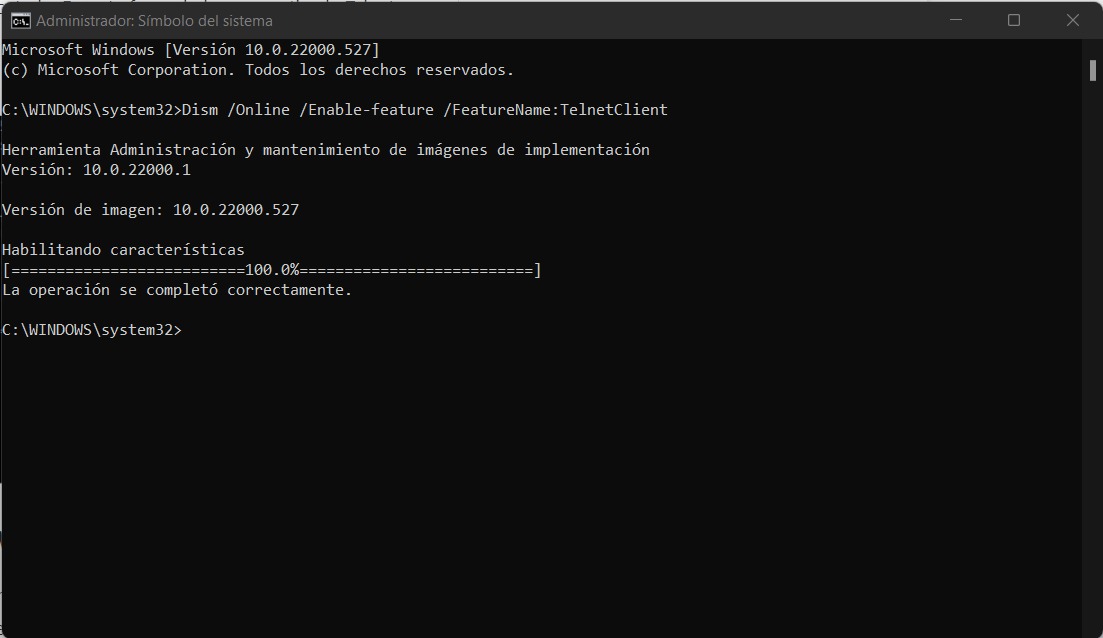 Administrador: Símbolo del sistema
Microsoft Windows [Versión 10.0.22000.527]
(c) Microsoft Corporation. Todos los derechos reservados.
C:\WINDOWS\system32>Dism /Online /Enable-feature /FeatureName:TelnetClient
Herramienta Administración y mantenimiento de imágenes de implementación
Versión: 10.0.22000.1
Versión de imagen: 10.0.22000.527
Habilitando características
[==========================100.0%==========================]
La operación se completó correctamente.
C:\WINDOWS\system32>